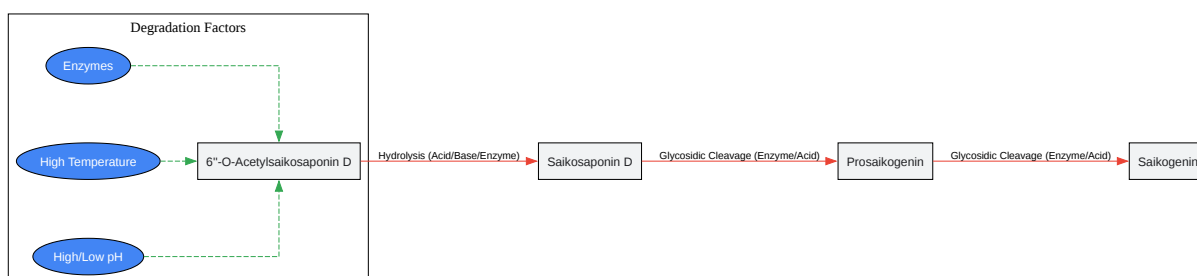 Degradation Factors
Enzymes
High Temperature
High/Low pH
6"-O-Acetylsaikosaponin D
Hydrolysis (Acid/Base/Enzyme)
Saikosaponin D
Glycosidic Cleavage (Enzyme/Acid)
Prosaikogenin
Glycosidic Cleavage (Enzyme/Acid)
Saikogenin